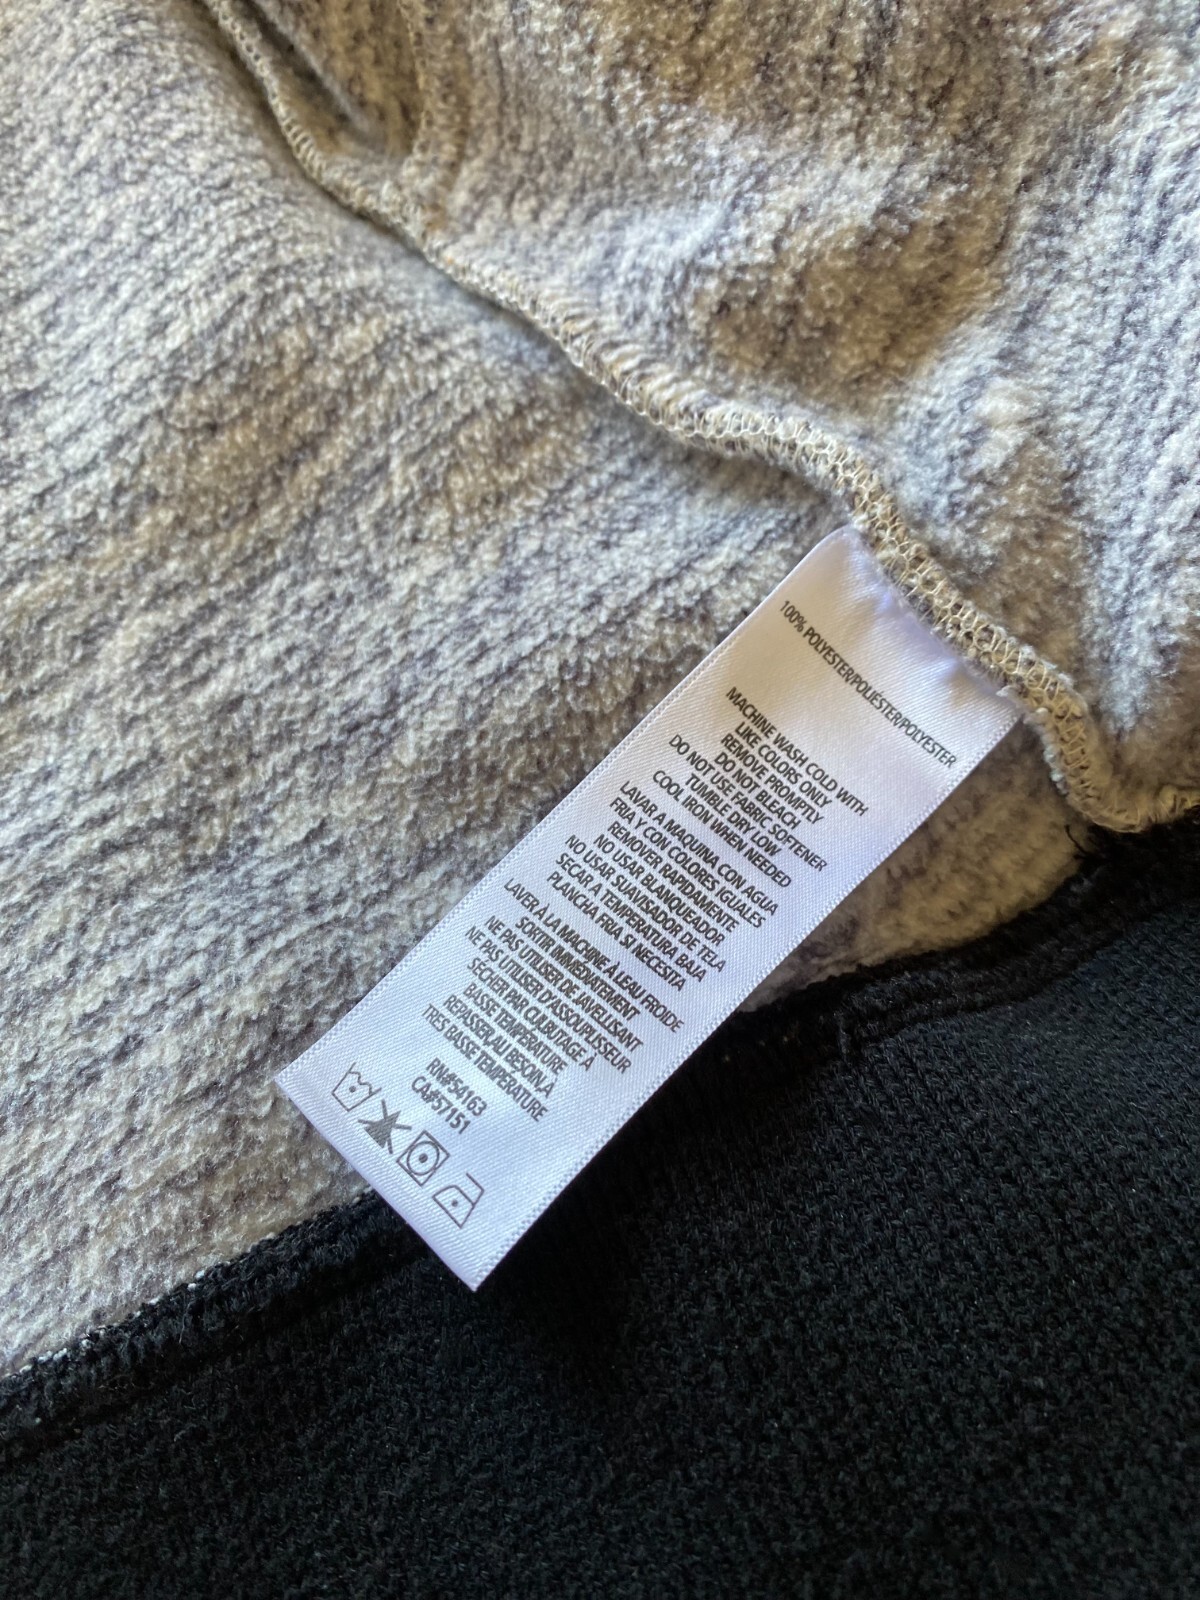 100% POLYESTER/POLIÉSTER/POLYESTER
MACHINE WASH COLD WITH
LIKE COLORS ONLY
REMOVE PROMPTLY
DO NOT BLEACH
DO NOT USE FABRIC SOFTENER
TUMBLE DRY LOW
COOL IRON WHEN NEEDED
LAVAR A MAQUINA CON AGUA
FRIA Y CON COLORES IGUALES
REMOVER RAPIDAMENTE
NO USAR BLANQUEADOR
NO USAR SUAVISADOR DE TELA
SECAR A TEMPERATURA BAJA
PLANCHA FRIA SI NECESITA
LAVER À LA MACHINE À LEAU FROIDE
SORTIR IMMÉDIATEMENT
NE PAS UTILISER DE JAVELLISANT
NE PAS UTILISER D'ASSOUPLISSEUR
SÉCHER PAR CULBUTAGE À
BASSE TEMPÉRATURE
REPASSER,AU BESOIN,À
TRES BASSE TEMPÉRATURE
RN#54163
CA#57151